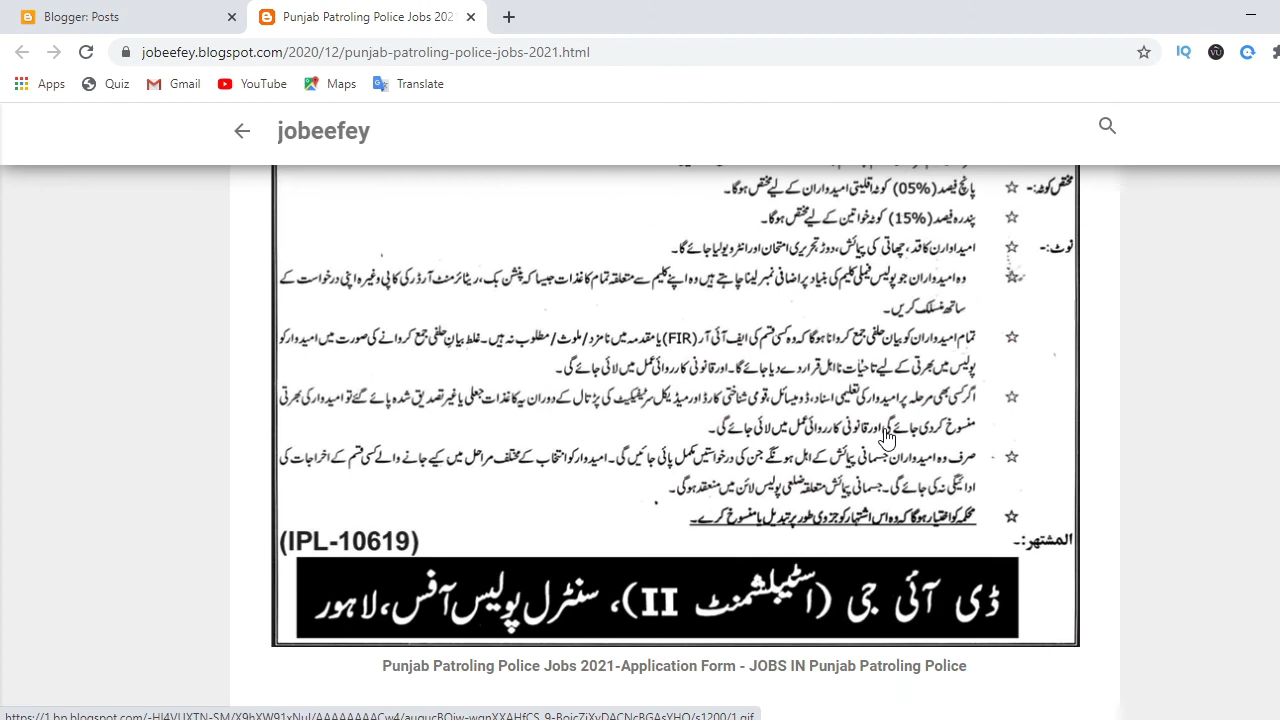 Blogger: Posts
Punjab Patroling Police Jobs 202
jobeefey.blogspot.com/2020/12/punjab-patroling-police-jobs-2021.html
Apps Quiz Gmail YouTube Maps Translate
jobeefey
مختص کوٹہ:- ☆ پانچ فیصد (05%) کوٹہ اقلیتی امیدواران کے لیے مختص ہوگا۔
☆ پندرہ فیصد (15%) کوٹہ خواتین کے لیے مختص ہوگا۔
نوٹ:- ☆ امیدوارن کا قد، چھاتی کی پیمائش، دوڑ تحریری امتحان اور انٹرویو لیا جائے گا۔
☆ وہ امیدواران جو پولیس فیملی کلیم کی بنیاد پر اضافی نمبر لینا چاہتے ہیں وہ اپنے کلیم سے متعلقہ تمام کاغذات جیسا کہ پنشن بک، ریٹائرمنٹ آرڈر کی کاپی وغیرہ اپنی درخواست کے
ساتھ منسلک کریں۔
☆ تمام امیدواران کو بیان حلفی جمع کروانا ہوگا کہ وہ کسی قسم کی ایف آئی آر (FIR) یا مقدمہ میں نامزد/ ملوث/ مطلوب نہ ہیں۔ غلط بیان حلفی جمع کروانے کی صورت میں امیدوار کو
پولیس میں بھرتی کے لیے تاحیات نااہل قرار دے دیا جائے گا۔ اور قانونی کارروائی عمل میں لائی جائے گی۔
☆ اگر کسی بھی مرحلہ پر امیدوار کی تعلیمی اسناد، ڈومیسائل، قومی شناختی کارڈ اور میڈیکل سرٹیفکیٹ کی پڑتال کے دوران یہ کاغذات جعلی یا غیر تصدیق شدہ پائے گئے تو امیدوار کی بھرتی
منسوخ کر دی جائے گی اور قانونی کارروائی عمل میں لائی جائے گی۔
☆ صرف وہ امیدواران جسمانی پیمائش کے اہل ہونگے جن کی درخواستیں مکمل پائی جائیں گی۔ امیدوار کو انتخاب کے مختلف مراحل میں کیے جانے والے کسی قسم کے اخراجات کی
ادائیگی نہ کی جائے گی۔ جسمانی پیمائش متعلقہ ضلعی پولیس لائن میں منعقد ہوگی۔
☆ محکمہ کو اختیار ہوگا کہ وہ اس اشتہار کو جزوی طور پر تبدیل یا منسوخ کرے۔
المشتہر:۔ (IPL-10619)
ڈی آئی جی (اسٹیبلشمنٹ II)، سنٹرل پولیس آفس، لاہور
Punjab Patroling Police Jobs 2021-Application Form - JOBS IN Punjab Patroling Police